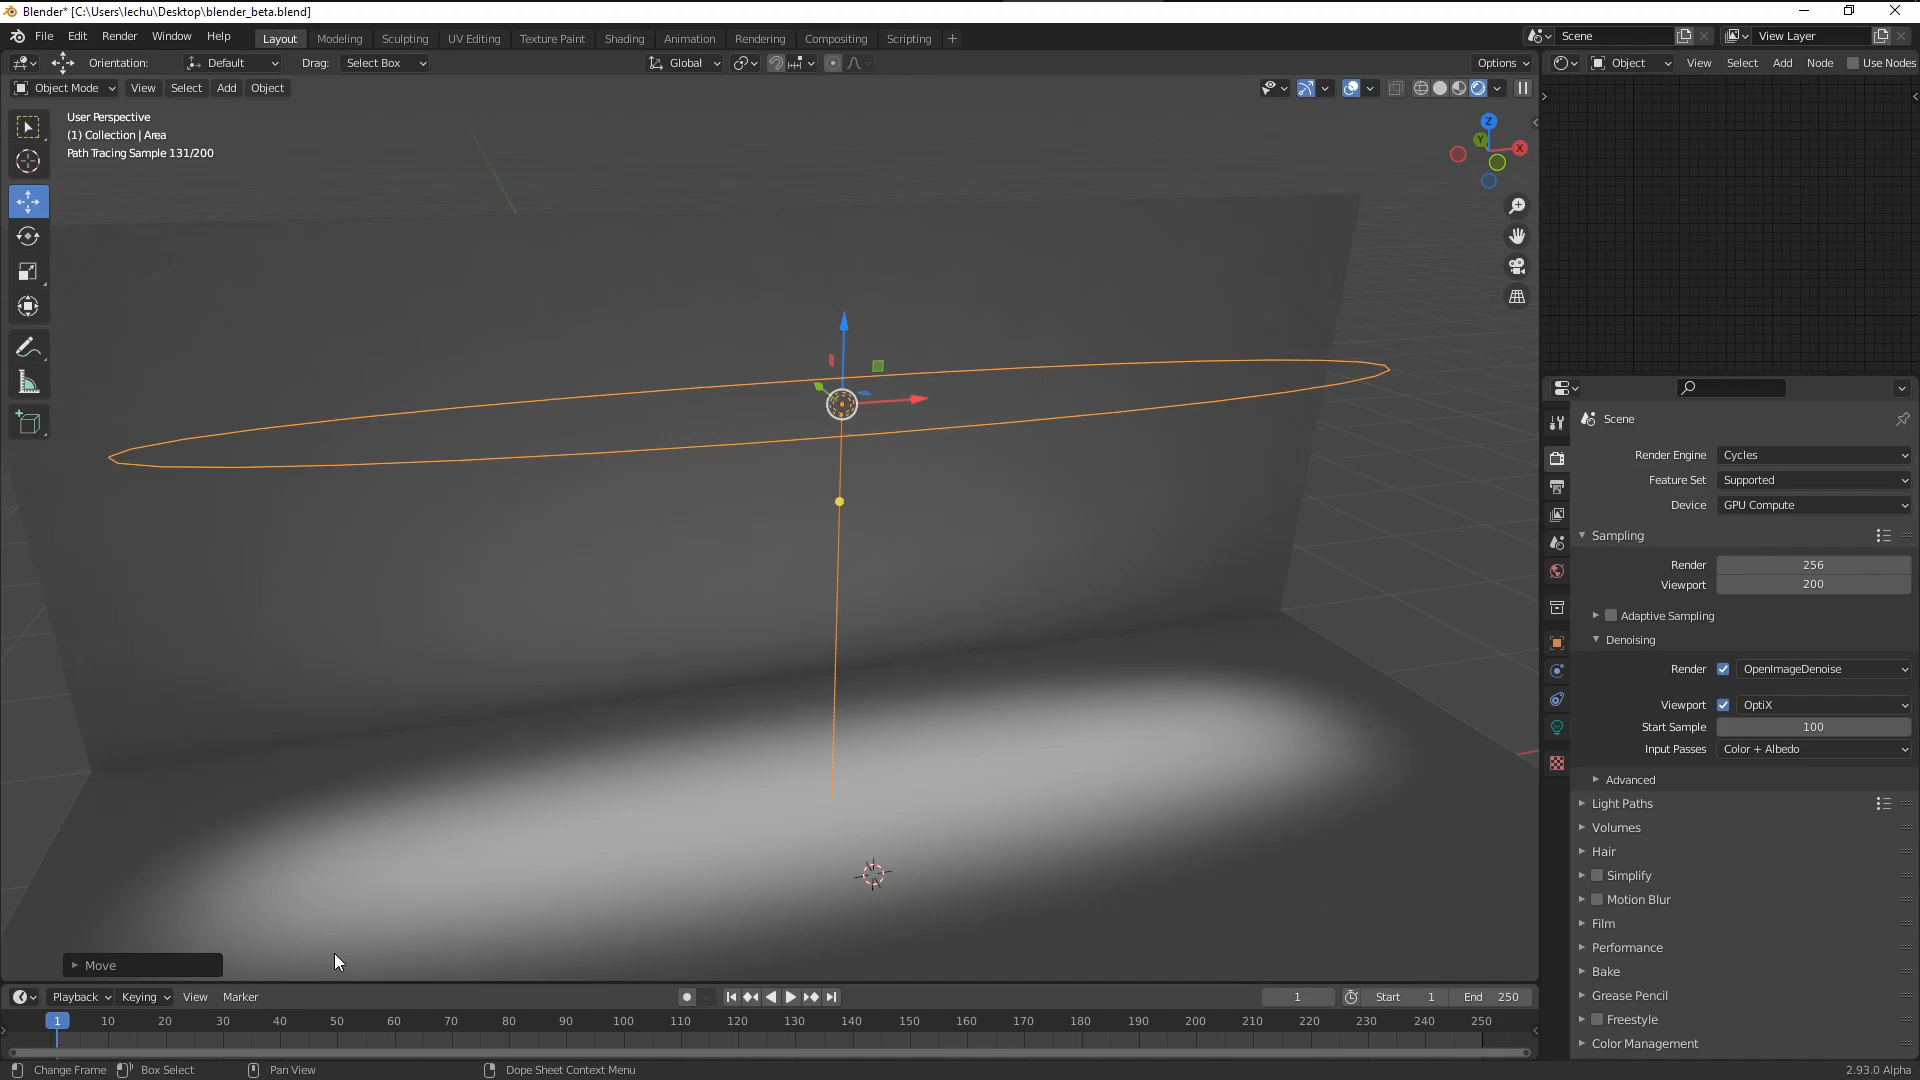 Blender* [C:\Users\lechu\Desktop\blender_beta.blend]
File Edit Render Window Help
Layout Modeling Sculpting UV Editing Texture Paint Shading Animation Rendering Compositing Scripting +
Scene
View Layer
Orientation: Default Drag: Select Box
Global
Options
Object View Select Add Node Use Nodes
Object Mode View Select Add Object
User Perspective
(1) Collection | Area
Path Tracing Sample 131/200
Z
Y
X
Scene
Render Engine Cycles
Feature Set Supported
Device GPU Compute
Sampling
Render 256
Viewport 200
Adaptive Sampling
Denoising
Render OpenImageDenoise
Viewport OptiX
Start Sample 100
Input Passes Color + Albedo
Advanced
Light Paths
Volumes
Hair
Simplify
Motion Blur
Film
Performance
Bake
Grease Pencil
Freestyle
Color Management
Move
Playback Keying View Marker
1 Start 1 End 250
1 10 20 30 40 50 60 70 80 90 100 110 120 130 140 150 160 170 180 190 200 210 220 230 240 250
Change Frame Box Select Pan View Dope Sheet Context Menu 2.93.0 Alpha